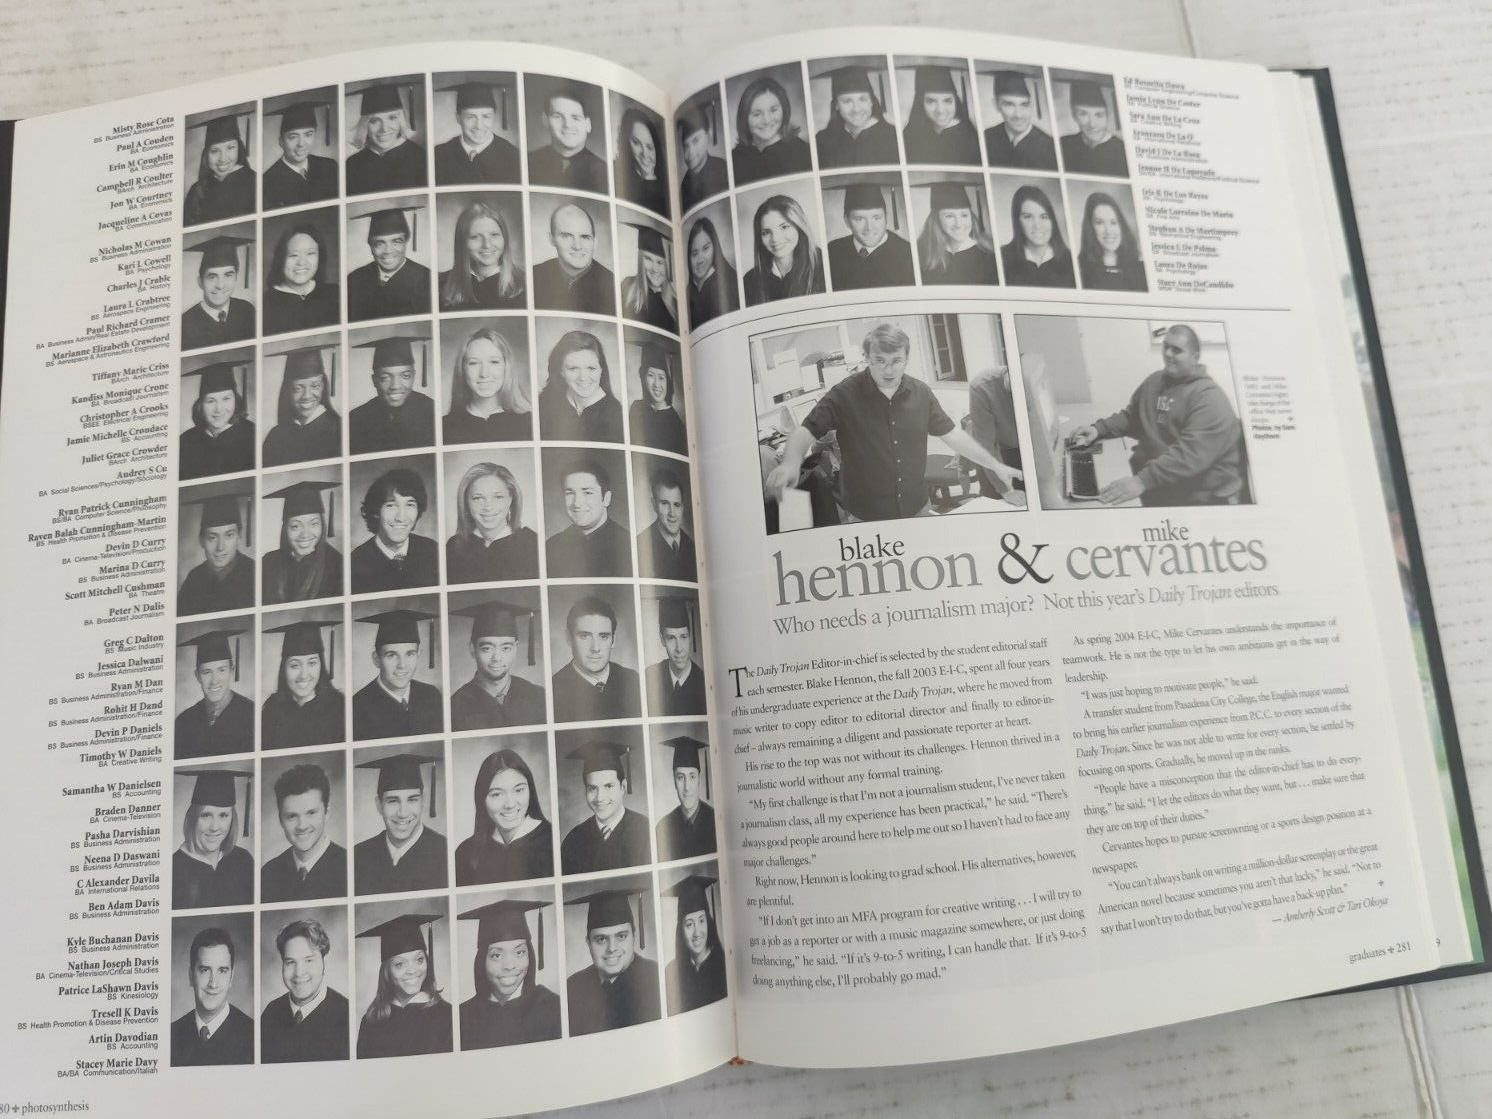 Misty Rose Cota
BS Business Administration
Paul A Couden
BA Economics
Erin M Coughlin
BA Economics
Campbell R Coulter
BArch Architecture
Jon W Courtney
BA Economics
Jacqueline A Covas
BA Communication
Nicholas M Cowan
BS Business Administration
Kari L Cowell
BA Psychology
Charles J Crable
BA History
Laura L Crabtree
BS Aerospace Engineering
Paul Richard Cramer
BA Business Admin/Real Estate Development
Marianne Elizabeth Crawford
BS Aerospace & Astronautics Engineering
Tiffany Marie Criss
BArch Architecture
Kandiss Monique Crone
BA Broadcast Journalism
Christopher A Crooks
BSEE Electrical Engineering
Jamie Michelle Croudace
BS Accounting
Juliet Grace Crowder
BArch Architecture
Audrey S Cu
BA Social Sciences/Psychology/Sociology
Ryan Patrick Cunningham
BS/BA Computer Science/Philosophy
Raven Balah Cunningham-Martin
BS Health Promotion & Disease Prevention
Devin D Curry
BA Cinema-Television/Production
Marina D Curry
BS Business Administration
Scott Mitchell Cushman
BA Theatre
Peter N Dalis
BA Broadcast Journalism
Greg C Dalton
BS Music Industry
Jessica Dalwani
BS Business Administration
Ryan M Dan
BS Business Administration/Finance
Rohit H Dand
BS Business Administration/Finance
Devin P Daniels
BS Business Administration/Finance
Timothy W Daniels
BA Creative Writing
Samantha W Danielsen
BS Accounting
Braden Danner
BA Cinema-Television
Pasha Darvishian
BS Business Administration
Neena D Daswani
BS Business Administration
C Alexander Davila
BA International Relations
Ben Adam Davis
BS Business Administration
Kyle Buchanan Davis
BS Business Administration
Nathan Joseph Davis
BA Cinema-Television/Critical Studies
Patrice LaShawn Davis
BS Kinesiology
Tresell K Davis
BS Health Promotion & Disease Prevention
Artin Davodian
BS Accounting
Stacey Marie Davy
BA/BA Communication/Italian
80 + photosynthesis
Jamie Lynn De Caster
Sara Ann De La Cruz
David J De La Rosa
Iris R De Los Reyes
Nicole Lorraine De Maria
Stephan A De Martimprey
Jessica L De Palma
Laura De Rojas
Stacy Ann DeCandido
blake mike
hennon & cervantes
Who needs a journalism major? Not this year's Daily Trojan editors
The Daily Trojan Editor-in-chief is selected by the student editorial staff
each semester. Blake Hennon, the fall 2003 E-I-C, spent all four years
of his undergraduate experience at the Daily Trojan, where he moved from
music writer to copy editor to editorial director and finally to editor-in-
chief – always remaining a diligent and passionate reporter at heart.
His rise to the top was not without its challenges. Hennon thrived in a
journalistic world without any formal training.
"My first challenge is that I'm not a journalism student, I've never taken
a journalism class, all my experience has been practical," he said. "There's
always good people around here to help me out so I haven't had to face any
major challenges."
Right now, Hennon is looking to grad school. His alternatives, however,
are plentiful.
"If I don't get into an MFA program for creative writing . . . I will try to
get a job as a reporter or with a music magazine somewhere, or just doing
freelancing," he said. "If it's 9-to-5 writing, I can handle that. If it's 9-to-5
doing anything else, I'll probably go mad."
As spring 2004 E-I-C, Mike Cervantes understands the importance of
teamwork. He is not the type to let his own ambitions get in the way of
leadership.
"I was just hoping to motivate people," he said.
A transfer student from Pasadena City College, the English major wanted
to bring his earlier journalism experience from P.C.C. to every section of the
Daily Trojan. Since he was not able to write for every section, he settled by
focusing on sports. Gradually, he moved up in the ranks.
"People have a misconception that the editor-in-chief has to do every-
thing," he said. "I let the editors do what they want, but . . . make sure that
they are on top of their duties."
Cervantes hopes to pursue screenwriting or a sports design position at a
newspaper.
"You can't always bank on writing a million-dollar screenplay or the great
American novel because sometimes you aren't that lucky," he said. "Not to
say that I won't try to do that, but you've gotta have a back-up plan."
— Amberly Scott & Tari Okoya
graduates + 281